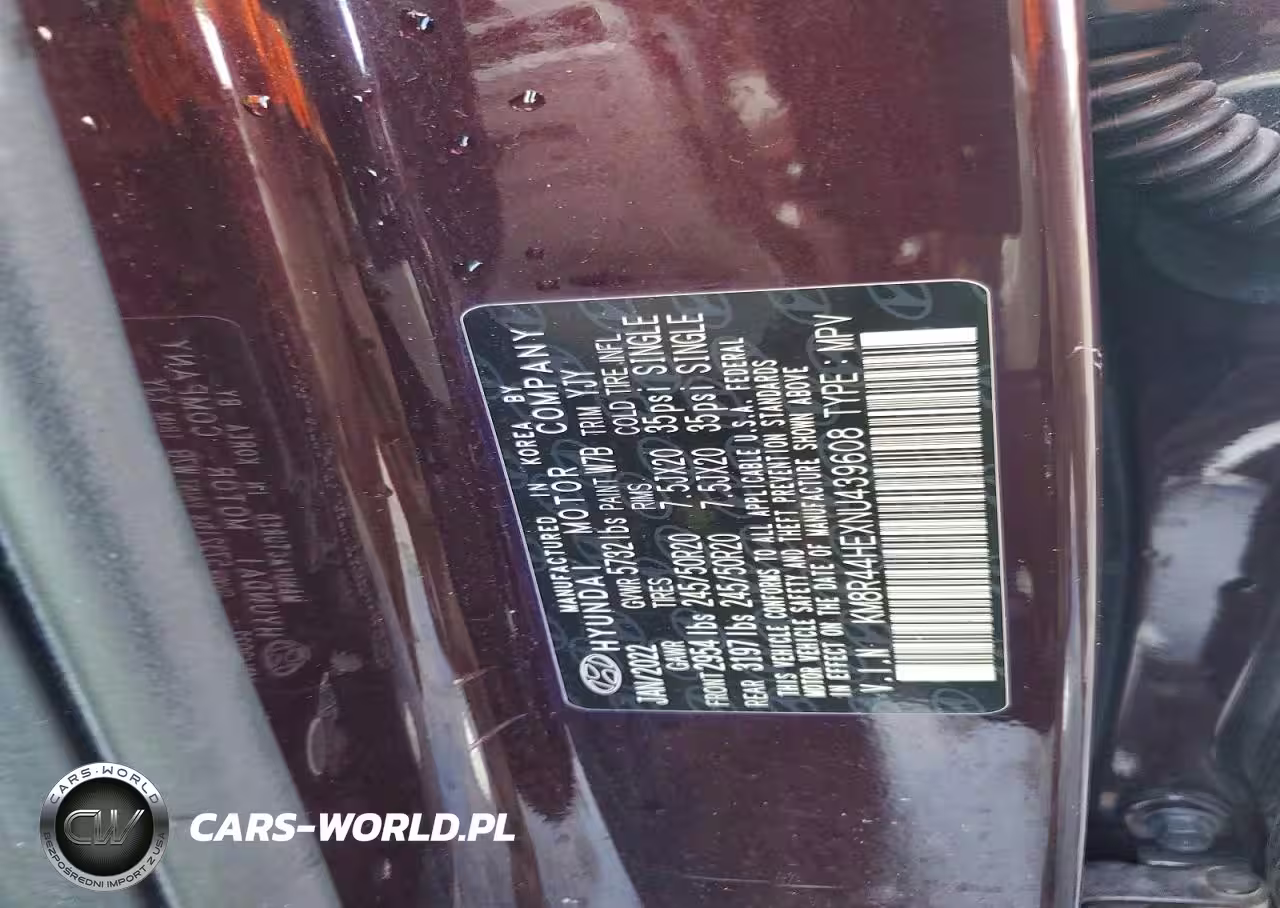 MANUFACTURED IN KOREA BY
HYUNDAI MOTOR COMPANY
JAN/2022 GVWR 5732 lbs PAINT W7B TRIM YJY
GAWR TIRES RIMS COLD TIRE.INFL
FRONT 2954 lbs 245/50R20 7.5JX20 35psi SINGLE
REAR 3197 lbs 245/50R20 7.5JX20 35psi SINGLE
THIS VEHICLE CONFORMS TO ALL APPLICABLE U.S.A. FEDERAL
MOTOR VEHICLE SAFETY AND THEFT PREVENTION STANDARDS
IN EFFECT ON THE DATE OF MANUFACTURE SHOWN ABOVE
V.I.N : KM8R44HEXNU439608 TYPE : MPV
CARS-WORLD
CW
BEZPOŚREDNI IMPORT Z USA
CARS-WORLD.PL